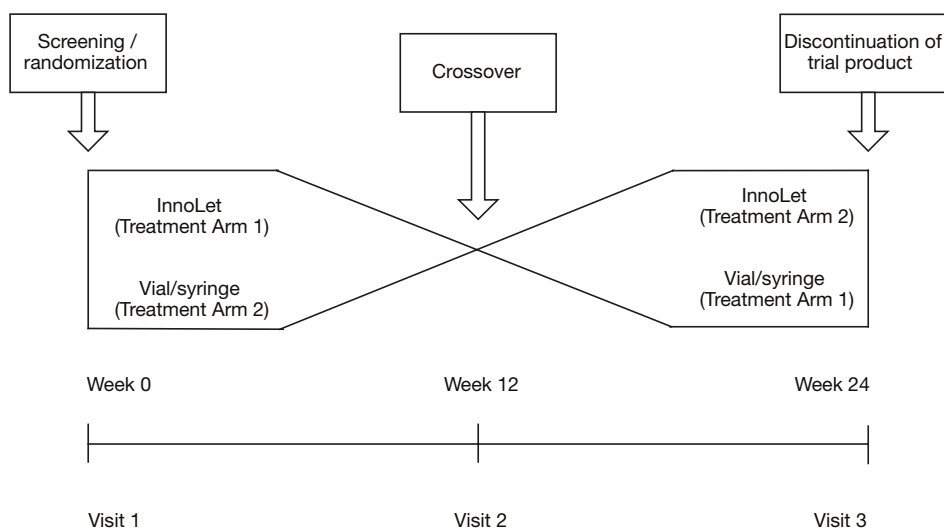 Screening /
randomization
Crossover
Discontinuation of
trial product
InnoLet
(Treatment Arm 1)
Vial/syringe
(Treatment Arm 2)
InnoLet
(Treatment Arm 2)
Vial/syringe
(Treatment Arm 1)
Week 0
Week 12
Week 24
Visit 1
Visit 2
Visit 3